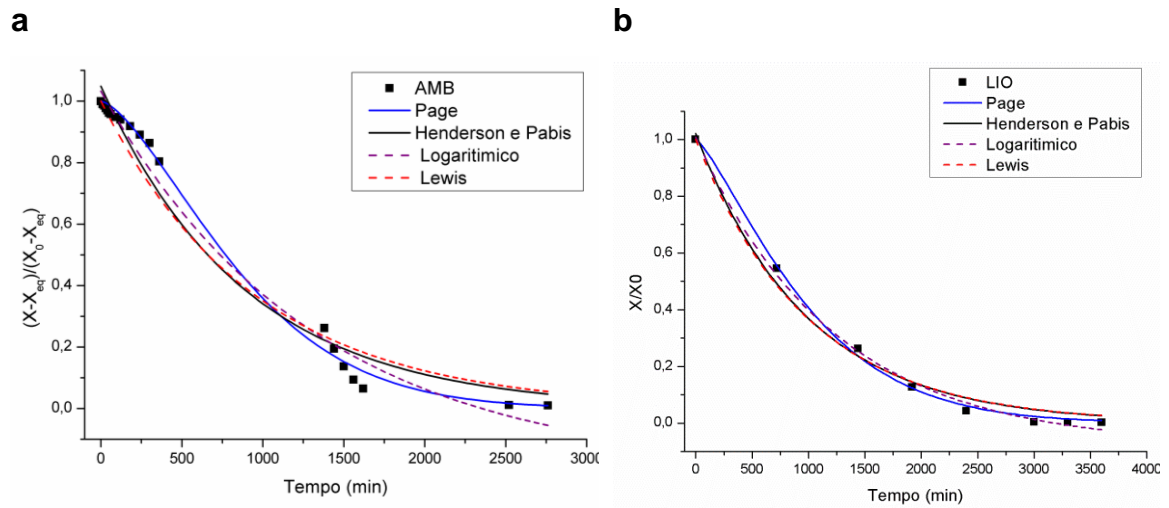 a
AMB
Page
Henderson e Pabis
Logaritimico
Lewis
(X-Xeq)/(X0-Xeq)
1,0
0,8
0,6
0,4
0,2
0,0
0
500
1000
1500
2000
2500
3000
Tempo (min)
b
LIO
Page
Henderson e Pabis
Logaritimico
Lewis
X/X0
1,0
0,8
0,6
0,4
0,2
0,0
0
500
1000
1500
2000
2500
3000
3500
4000
Tempo (min)